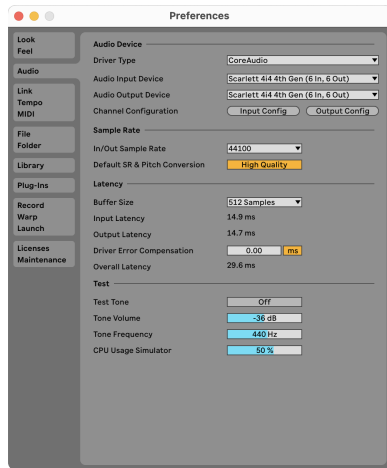 Preferences
Look
Feel
Audio
Link
Tempo
MIDI
File
Folder
Library
Plug-Ins
Record
Warp
Launch
Licenses
Maintenance
Audio Device
Driver Type CoreAudio
Audio Input Device Scarlett 4i4 4th Gen (6 In, 6 Out)
Audio Output Device Scarlett 4i4 4th Gen (6 In, 6 Out)
Channel Configuration Input Config Output Config
Sample Rate
In/Out Sample Rate 44100
Default SR & Pitch Conversion High Quality
Latency
Buffer Size 512 Samples
Input Latency 14.9 ms
Output Latency 14.7 ms
Driver Error Compensation 0.00 ms
Overall Latency 29.6 ms
Test
Test Tone Off
Tone Volume -36 dB
Tone Frequency 440 Hz
CPU Usage Simulator 50 %